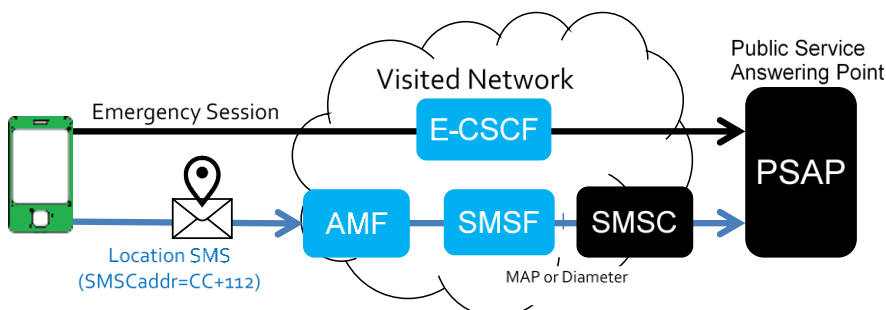 Public Service
Answering Point
Visited Network
Emergency Session
E-CSCF
PSAP
AMF
SMSF
SMSC
Location SMS
(SMSCaddr=CC+112)
MAP or Diameter